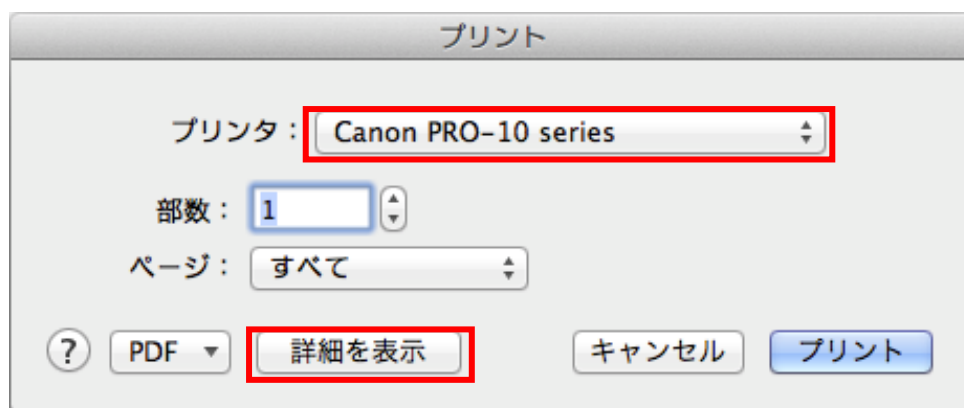 プリント
プリンタ： Canon PRO-10 series
部数： 1
ページ： すべて
? PDF 詳細を表示 キャンセル プリント